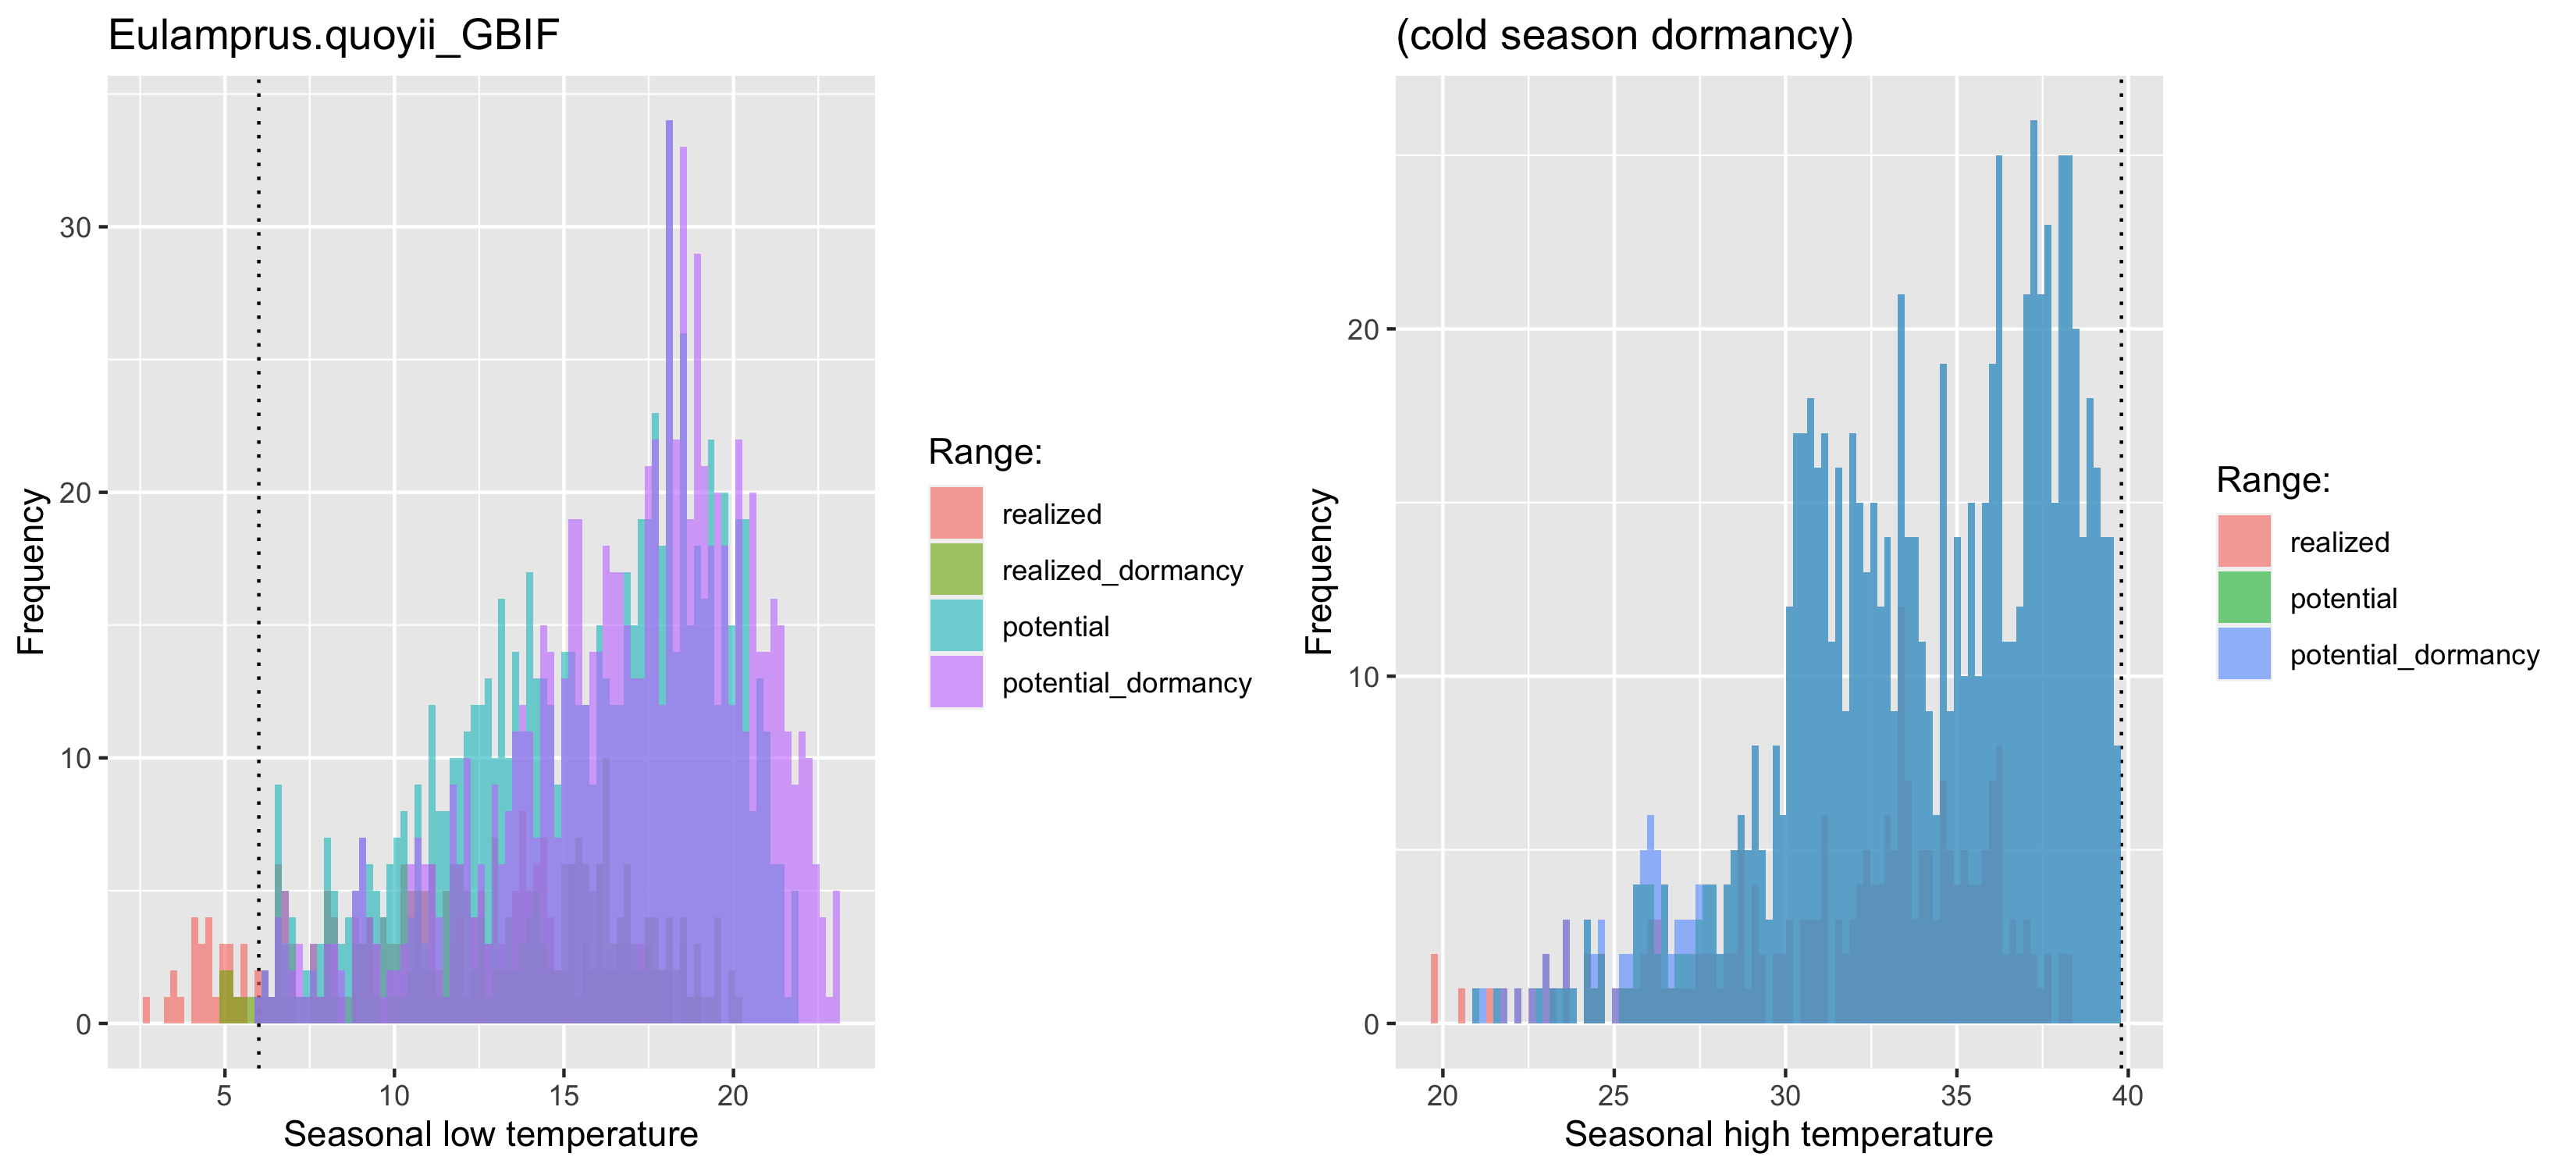 Eulamprus.quoyii_GBIF
Frequency
30
20
10
0
5 10 15 20
Seasonal low temperature
Range:
realized
realized_dormancy
potential
potential_dormancy
(cold season dormancy)
Frequency
20
10
0
20 25 30 35 40
Seasonal high temperature
Range:
realized
potential
potential_dormancy